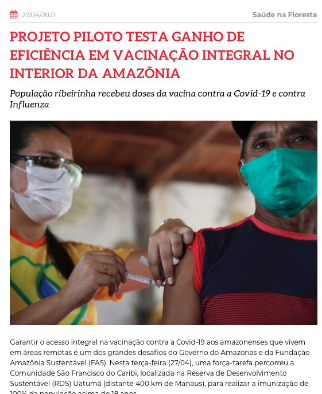 27/04/2021
Saúde na Floresta
PROJETO PILOTO TESTA GANHO DE
EFICIÊNCIA EM VACINAÇÃO INTEGRAL NO
INTERIOR DA AMAZÔNIA
População ribeirinha recebeu doses da vacina contra a Covid-19 e contra
Influenza
Garantir o acesso integral na vacinação contra a Covid-19 aos amazonenses que vivem
em áreas remotas é um dos grandes desafios do Governo do Amazonas e da Fundação
Amazônia Sustentável (FAS). Nesta terça-feira (27/04), uma força-tarefa percorreu a
Comunidade São Francisco do Caribi, localizada na Reserva de Desenvolvimento
Sustentável (RDS) Uatumã (distante 400 km de Manaus), para realizar a imunização de
100% da população acima de 18 anos